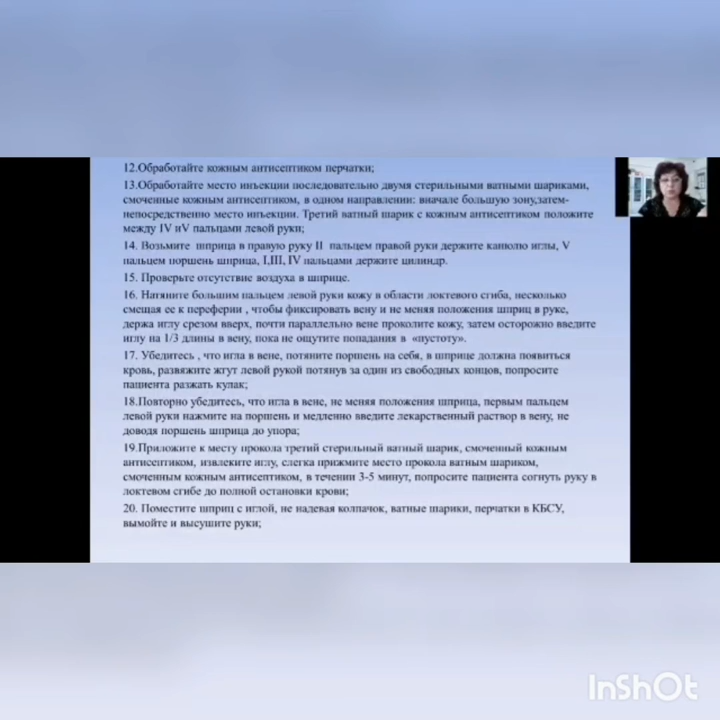 12.Обработайте кожным антисептиком перчатки;
13.Обработайте место инъекции последовательно двумя стерильными ватными шариками,
смоченные кожным антисептиком, в одном направлении: вначале большую зону,затем-
непосредственно место инъекции. Третий ватный шарик с кожным антисептиком положите
между IV иV пальцами левой руки;
14. Возьмите шприца в правую руку II пальцем правой руки держите канюлю иглы, V
пальцем поршень шприца, I,III, IV пальцами держите цилиндр.
15. Проверьте отсутствие воздуха в шприце.
16. Натяните большим пальцем левой руки кожу в области локтевого сгиба, несколько
смещая ее к переферии , чтобы фиксировать вену и не меняя положения шприц в руке,
держа иглу срезом вверх, почти параллельно вене проколите кожу, затем осторожно введите
иглу на 1/3 длины в вену, пока не ощутите попадания в «пустоту».
17. Убедитесь , что игла в вене, потяните поршень на себя, в шприце должна появиться
кровь, развяжите жгут левой рукой потянув за один из свободных концов, попросите
пациента разжать кулак;
18.Повторно убедитесь, что игла в вене, не меняя положения шприца, первым пальцем
левой руки нажмите на поршень и медленно введите лекарственный раствор в вену, не
доводя поршень шприца до упора;
19.Приложите к месту прокола третий стерильный ватный шарик, смоченный кожным
антисептиком, извлеките иглу, слегка прижмите место прокола ватным шариком,
смоченным кожным антисептиком, в течении 3-5 минут, попросите пациента согнуть руку в
локтевом сгибе до полной остановки крови;
20. Поместите шприц с иглой, не надевая колпачок, ватные шарики, перчатки в КБСУ,
вымойте и высушите руки;
InShOt